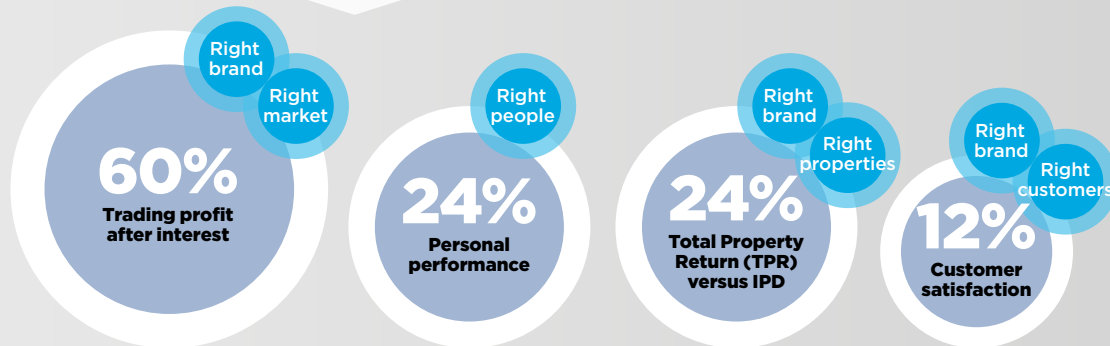 Right
brand
Right
market
60%
Trading profit
after interest
Right
people
24%
Personal
performance
Right
brand
Right
properties
24%
Total Property
Return (TPR)
versus IPD
Right
brand
Right
customers
12%
Customer
satisfaction